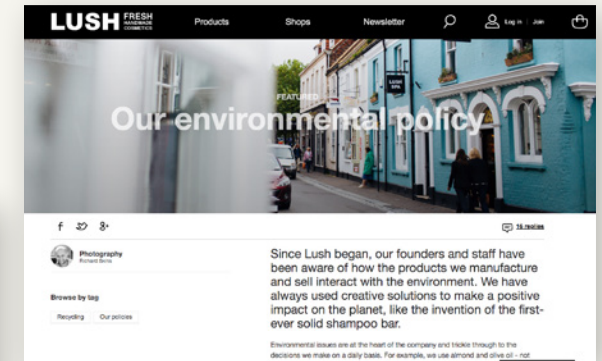 LUSH FRESH HANDMADE COSMETICS
Products Shops Newsletter Log in Join
FEATURED
Our environmental policy
LUSH SPA
f 8+ 16 replies
Photography
Since Lush began, our founders and staff have
been aware of how the products we manufacture
and sell interact with the environment. We have
always used creative solutions to make a positive
impact on the planet, like the invention of the first-
ever solid shampoo bar.
Browse by tag
Recycling Our policies
Environmental issues are at the heart of the company and trickle through to the
decisions we make on a daily basis. For example, we use almond and olive oil - not